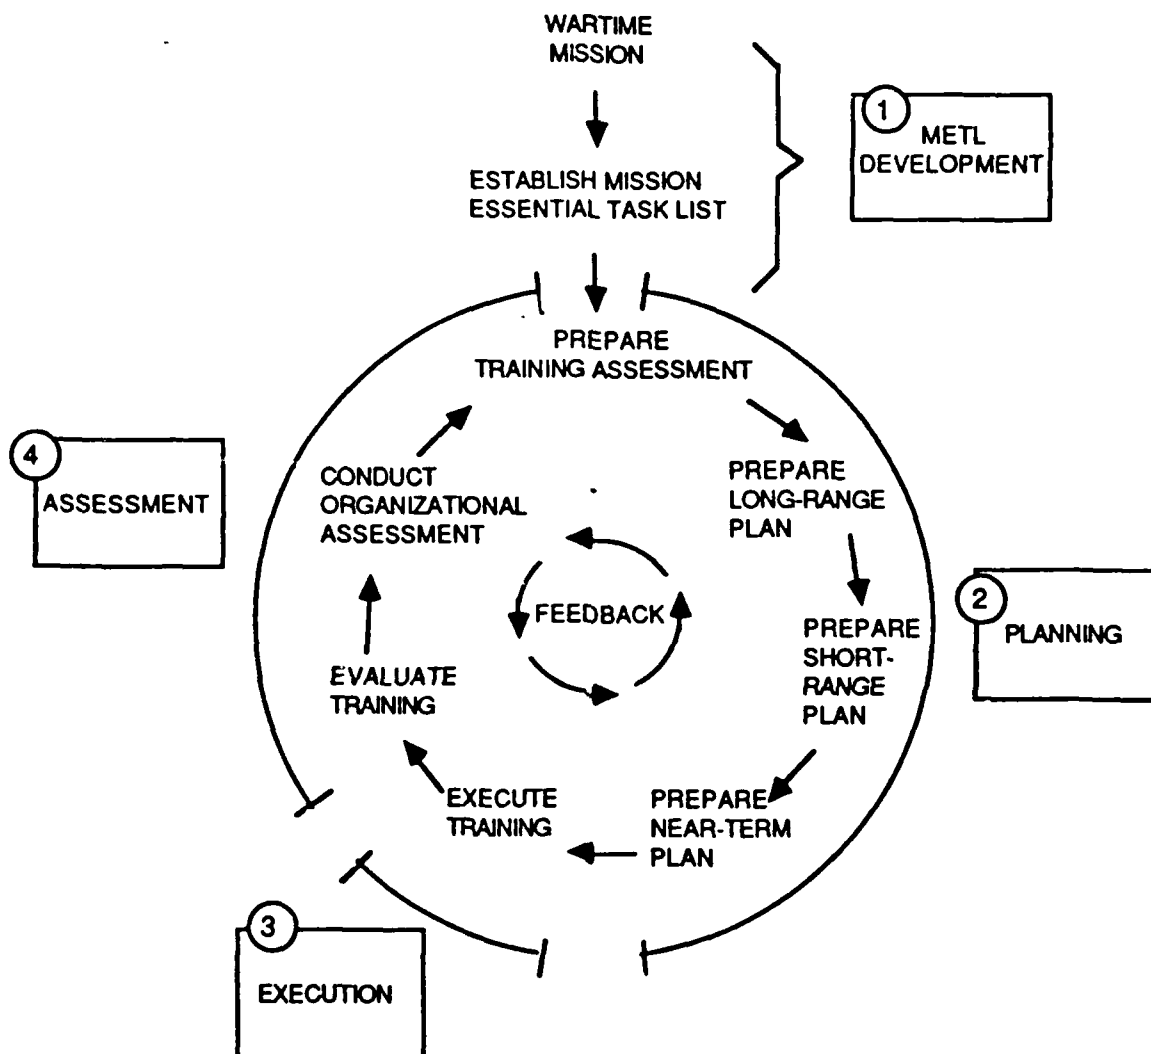 WARTIME
MISSION
1
METL
DEVELOPMENT
ESTABLISH MISSION
ESSENTIAL TASK LIST
PREPARE
TRAINING ASSESSMENT
4
ASSESSMENT
CONDUCT
ORGANIZATIONAL
ASSESSMENT
PREPARE
LONG-RANGE
PLAN
FEEDBACK
2
PLANNING
PREPARE
SHORT-
RANGE
PLAN
EVALUATE
TRAINING
EXECUTE
TRAINING
PREPARE
NEAR-TERM
PLAN
3
EXECUTION